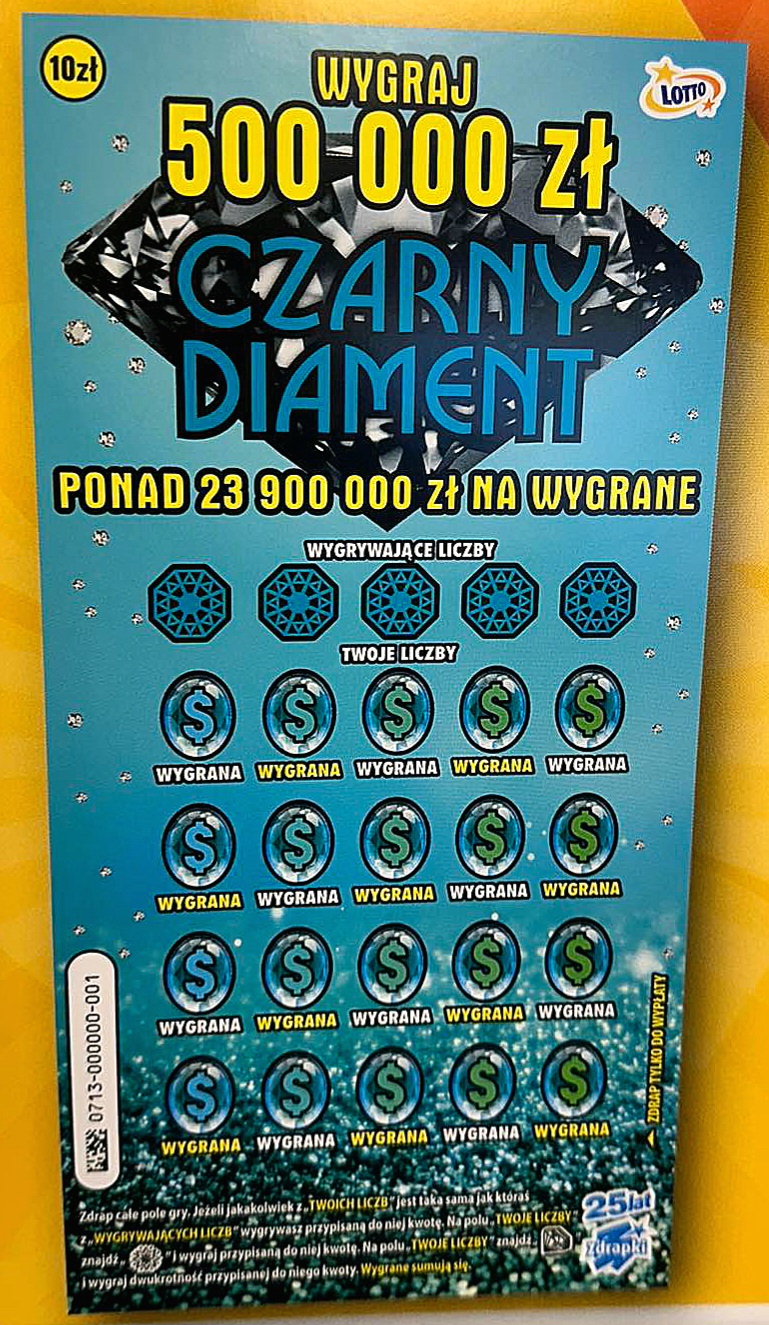 10zł
WYGRAJ
LOTTO
500 000 zł
CZARNY
DIAMENT
PONAD 23 900 000 zł NA WYGRANE
WYGRYWAJĄCE LICZBY
TWOJE LICZBY
$ $ $ $ $
WYGRANA WYGRANA WYGRANA WYGRANA WYGRANA
$ $ $ $ $
WYGRANA WYGRANA WYGRANA WYGRANA WYGRANA
$ $ $ $ $
WYGRANA WYGRANA WYGRANA WYGRANA WYGRANA
$ $ $ $ $
WYGRANA WYGRANA WYGRANA WYGRANA WYGRANA
0713-000000-001
ZDRAP TYLKO DO WYPŁATY
Zdrap całe pole gry. Jeżeli jakakolwiek z „TWOICH LICZB" jest taka sama jak któraś
z „WYGRYWAJĄCYCH LICZB" wygrywasz przypisaną do niej kwotę. Na polu „TWOJE LICZBY"
znajdź „ " i wygraj przypisaną do niej kwotę. Na polu „TWOJE LICZBY" znajdź „ "
i wygraj dwukrotność przypisanej do niego kwoty. Wygrane sumują się.
25 lat
Zdrapki